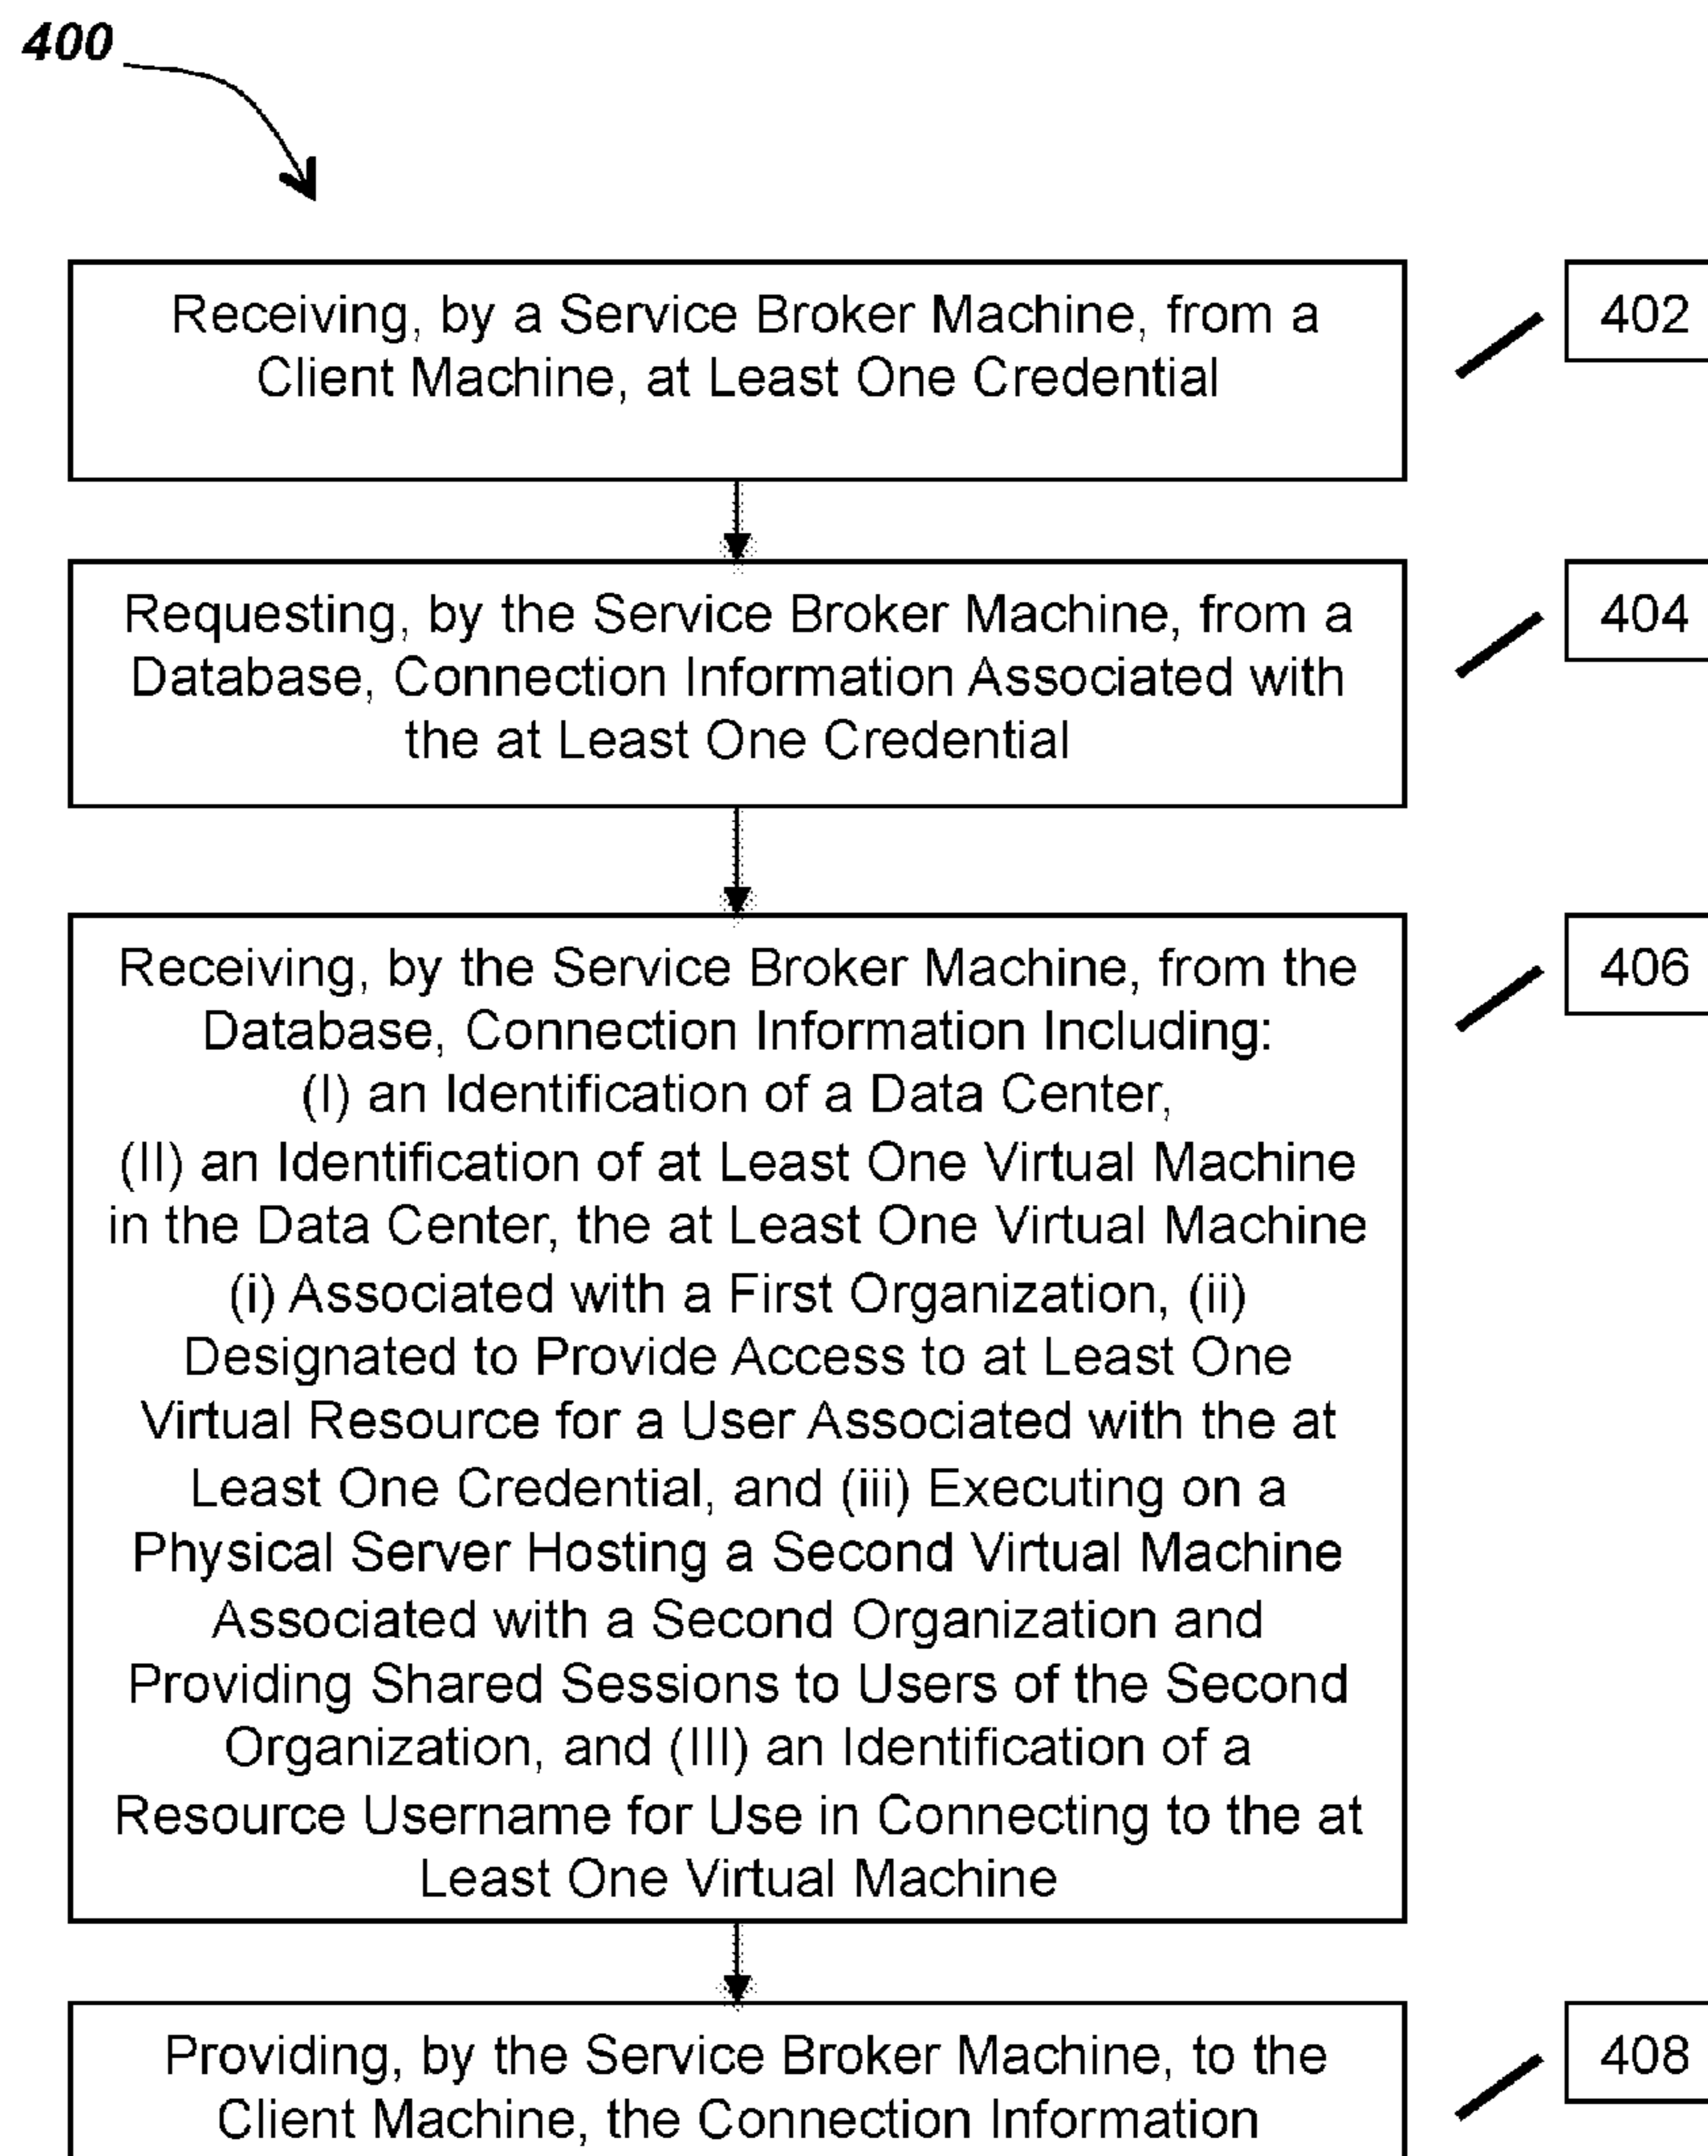 400
Receiving, by a Service Broker Machine, from a
Client Machine, at Least One Credential
402
Requesting, by the Service Broker Machine, from a
Database, Connection Information Associated with
the at Least One Credential
404
Receiving, by the Service Broker Machine, from the
Database, Connection Information Including:
(I) an Identification of a Data Center,
(II) an Identification of at Least One Virtual Machine
in the Data Center, the at Least One Virtual Machine
(i) Associated with a First Organization, (ii)
Designated to Provide Access to at Least One
Virtual Resource for a User Associated with the at
Least One Credential, and (iii) Executing on a
Physical Server Hosting a Second Virtual Machine
Associated with a Second Organization and
Providing Shared Sessions to Users of the Second
Organization, and (III) an Identification of a
Resource Username for Use in Connecting to the at
Least One Virtual Machine
406
Providing, by the Service Broker Machine, to the
Client Machine, the Connection Information
408